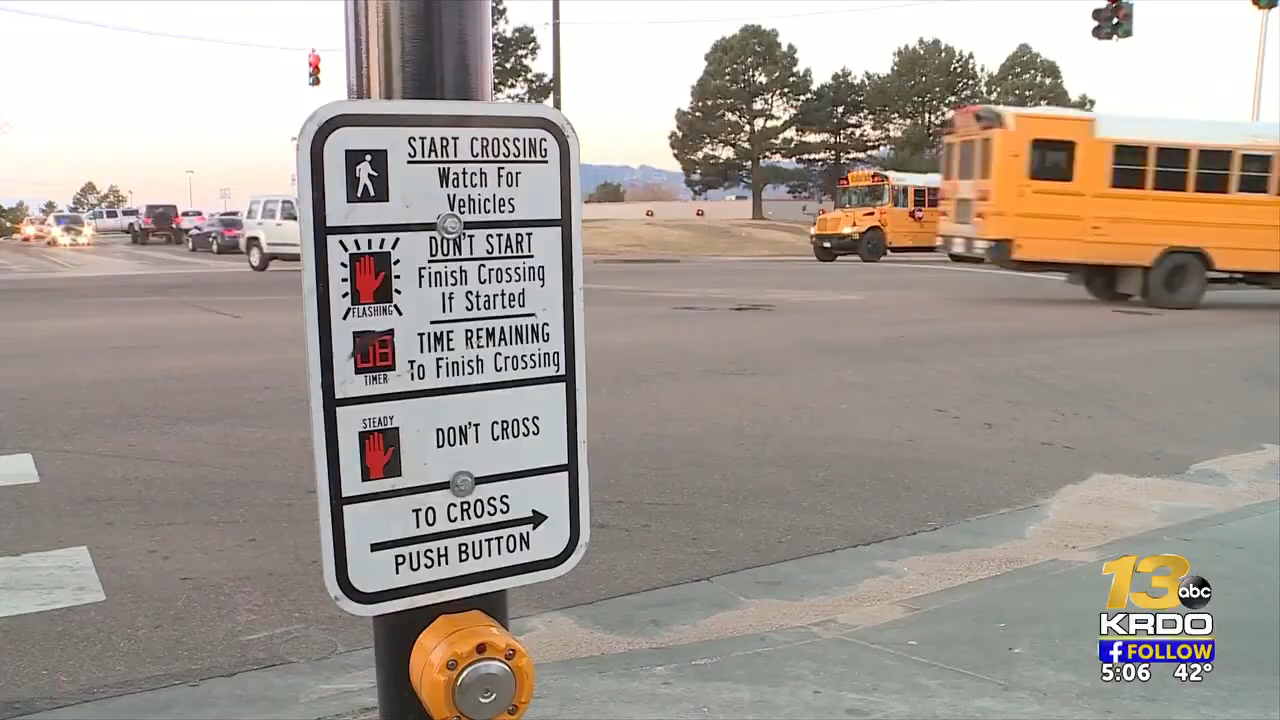 START CROSSING
Watch For
Vehicles
DON'T START
Finish Crossing
If Started
FLASHING
TIME REMAINING
To Finish Crossing
08
TIMER
STEADY
DON'T CROSS
TO CROSS
PUSH BUTTON
13 abc
KRDO
f FOLLOW
5:06 42°